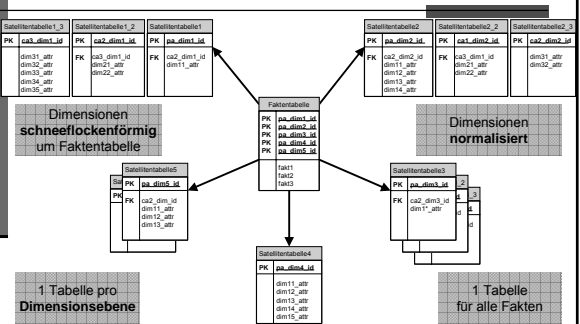 Satellitentabelle1_3
PK ca3_dim1_id
dim31_attr
dim32_attr
dim33_attr
dim34_attr
dim35_attr
Satellitentabelle1_2
PK ca2_dim1_id
FK ca3_dim1_id
dim21_attr
dim22_attr
Satellitentabelle1
PK pa_dim1_id
FK ca2_dim1_id
dim11_attr
Satellitentabelle2
PK pa_dim2_id
FK ca2_dim2_id
dim11_attr
dim12_attr
dim13_attr
dim14_attr
Satellitentabelle2_2
PK ca1_dim2_id
FK ca3_dim1_id
dim21_attr
dim22_attr
Satellitentabelle2_3
PK ca2_dim2_id
dim31_attr
dim32_attr
Dimensionen
schneeflockenförmig
um Faktentabelle
Faktentabelle
PK pa_dim1_id
PK pa_dim2_id
PK pa_dim3_id
PK pa_dim4_id
PK pa_dim5_id
fakt1
fakt2
fakt3
Dimensionen
normalisiert
Sa
PK
Satellitentabelle5
PK pa_dim5_id
FK ca2_dim_id
dim11_attr
dim12_attr
dim13_attr
Satellitentabelle3
PK pa_dim3_id
FK ca2_dim3_id
dim1*_attr
_2
_3
Satellitentabelle4
PK pa_dim4_id
dim11_attr
dim12_attr
dim13_attr
dim14_attr
dim15_attr
1 Tabelle pro
Dimensionsebene
1 Tabelle
für alle Fakten